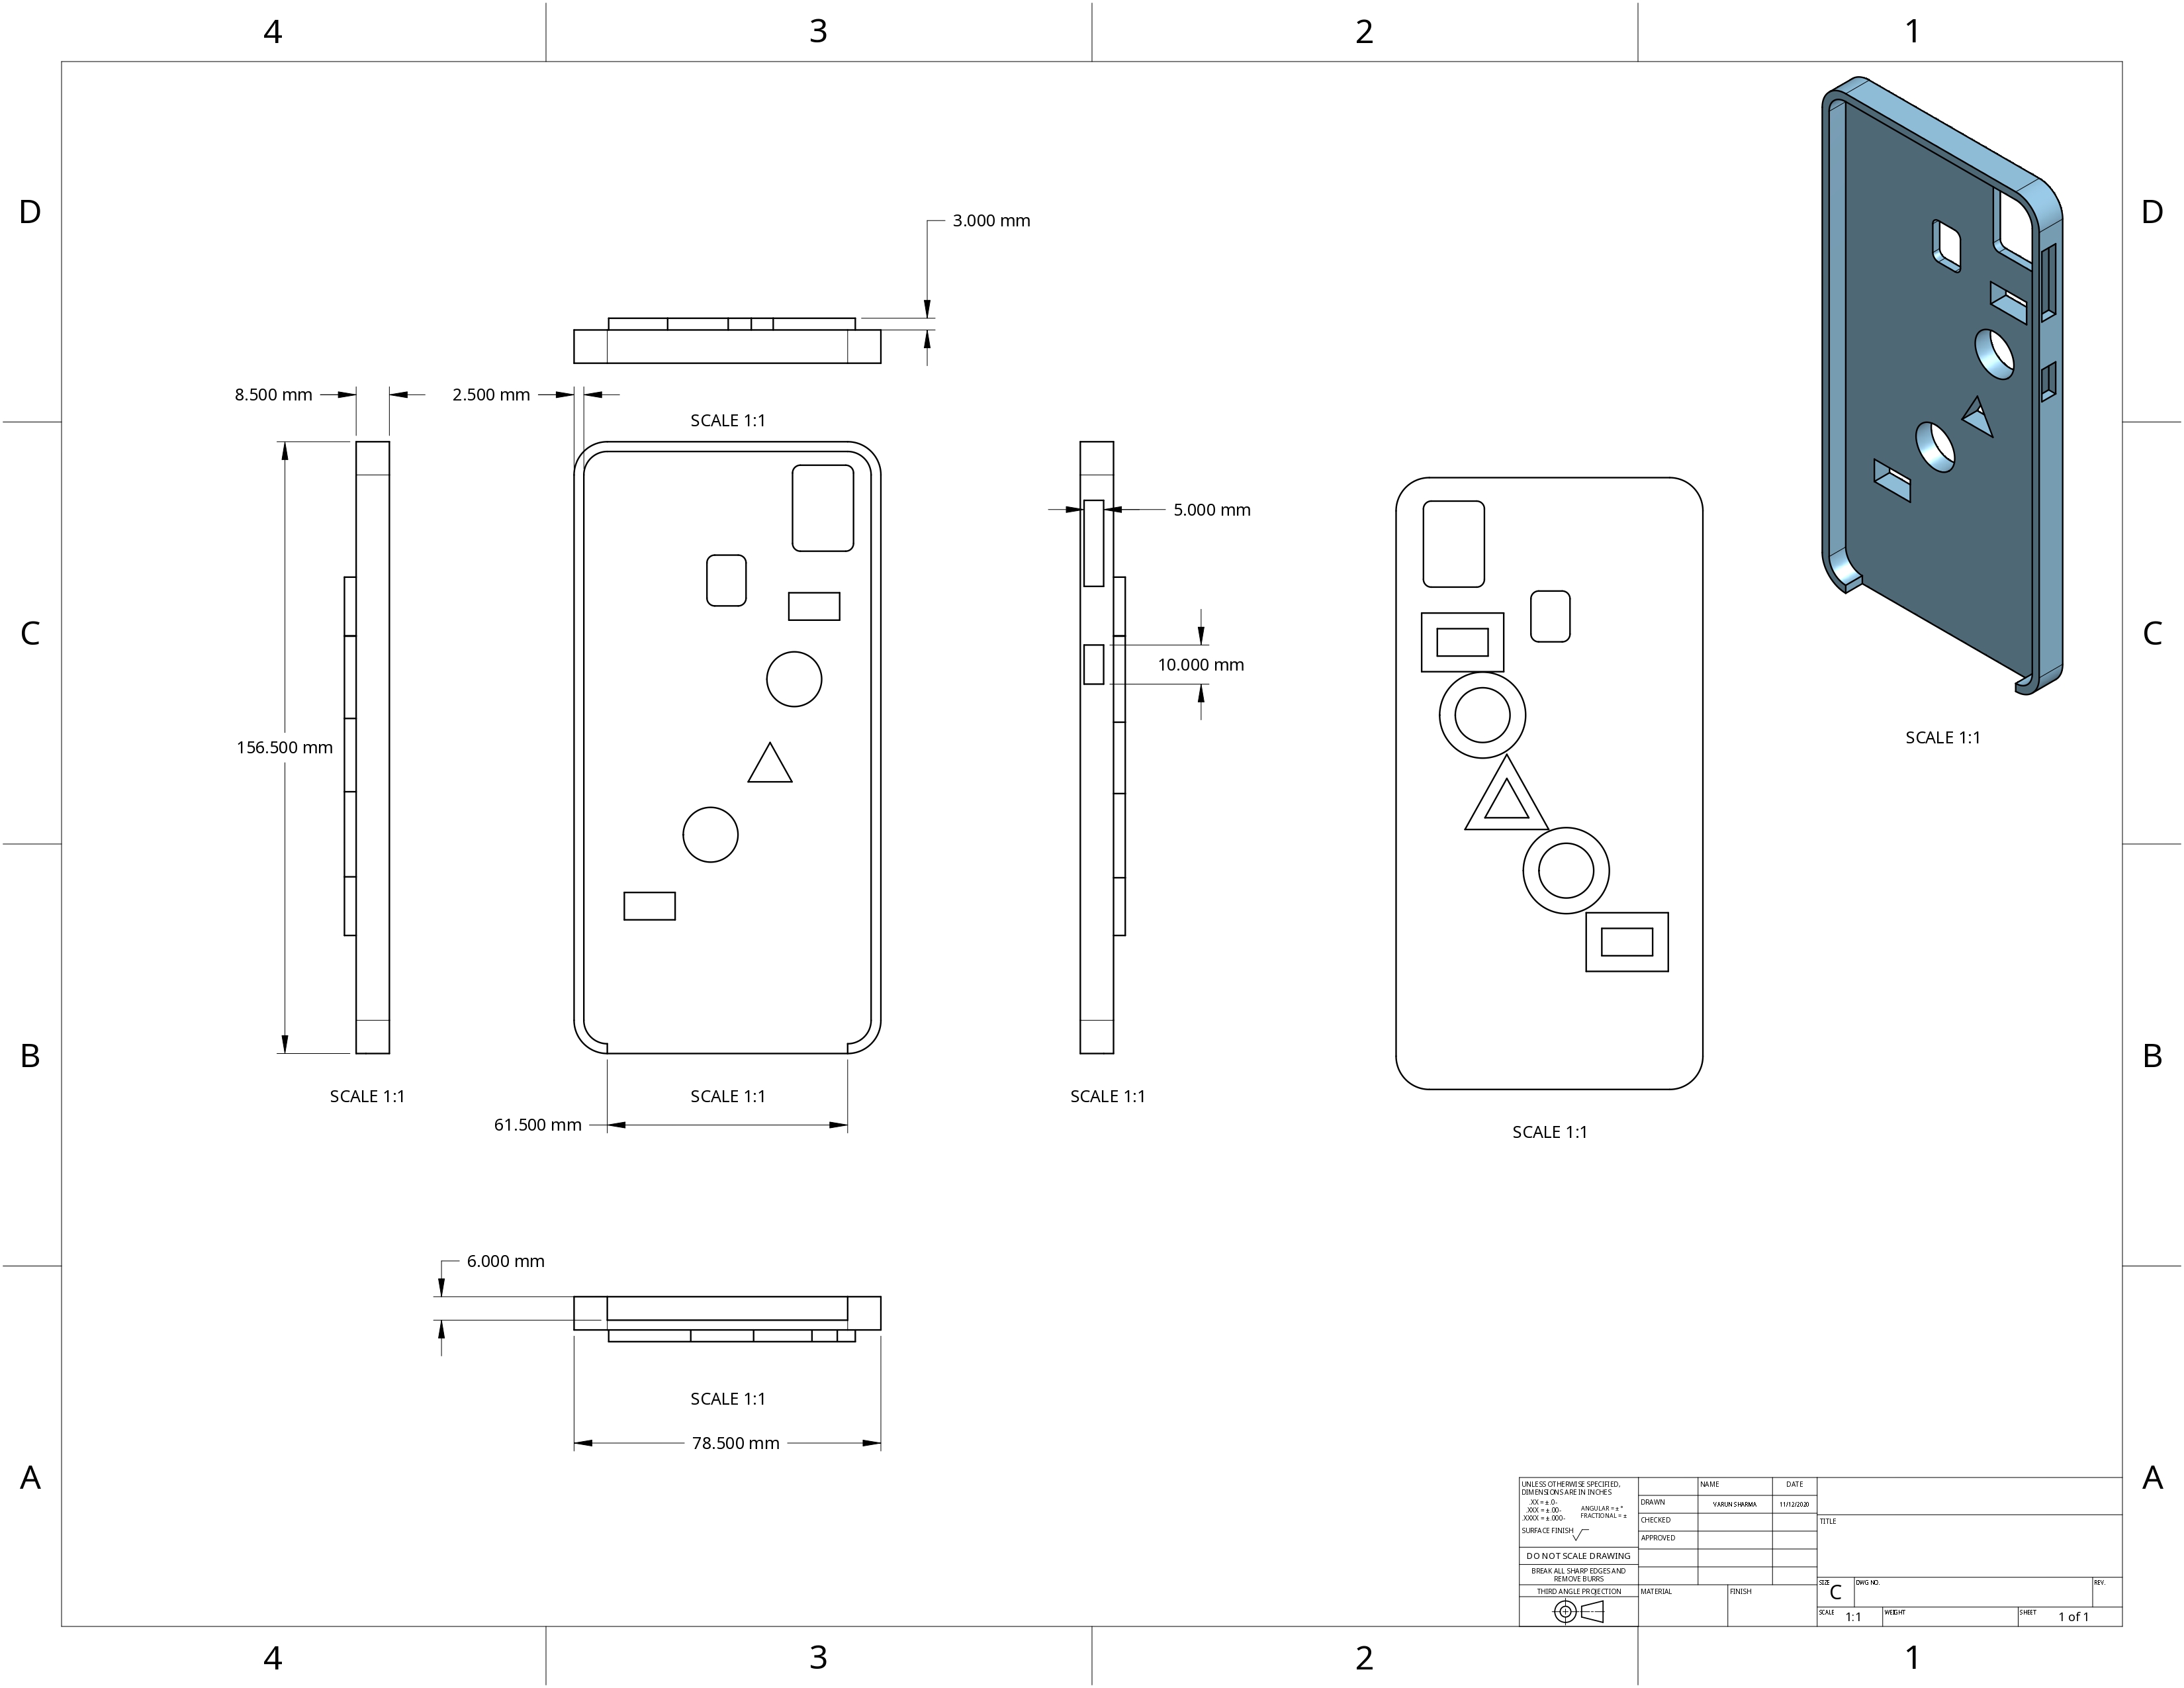 4 3 2 1
D D
3.000 mm
8.500 mm 2.500 mm
SCALE 1:1
5.000 mm
C C
10.000 mm
SCALE 1:1
156.500 mm
B B
SCALE 1:1 SCALE 1:1 SCALE 1:1
61.500 mm
SCALE 1:1
6.000 mm
SCALE 1:1
78.500 mm
A A
UNLESS OTHERWISE SPECIFIED,
DIMENSIONS ARE IN INCHES
.XX = ± .0-
.XXX = ± .00-
.XXXX = ± .000-
ANGULAR = ± °
FRACTIONAL = ±
SURFACE FINISH
DO NOT SCALE DRAWING
BREAK ALL SHARP EDGES AND
REMOVE BURRS
THIRD ANGLE PROJECTION
NAME DATE
DRAWN VARUN SHARMA 11/12/2020
CHECKED
APPROVED
MATERIAL FINISH
TITLE
SIZE C DWG NO. REV.
SCALE 1:1 WEIGHT SHEET 1 of 1
4 3 2 1